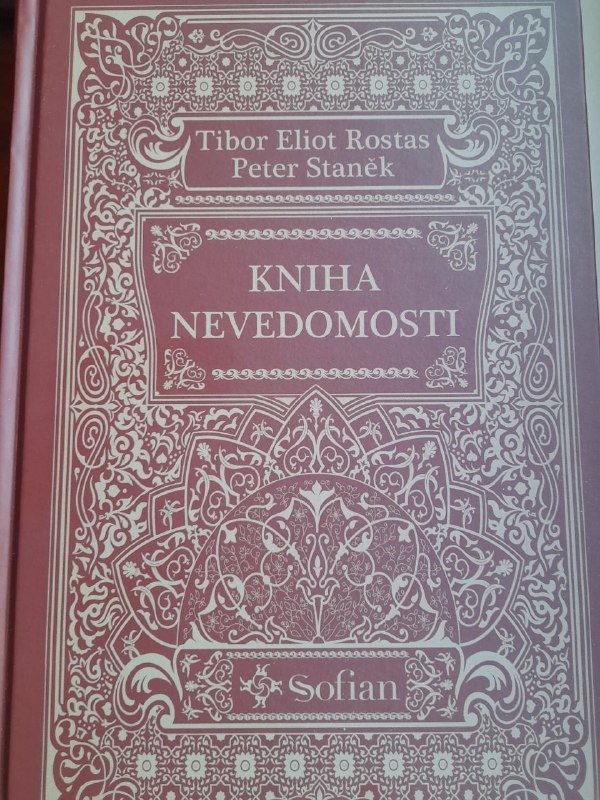 Tibor Eliot Rostas
Peter Staněk
KNIHA
NEVEDOMOSTI
Sofian